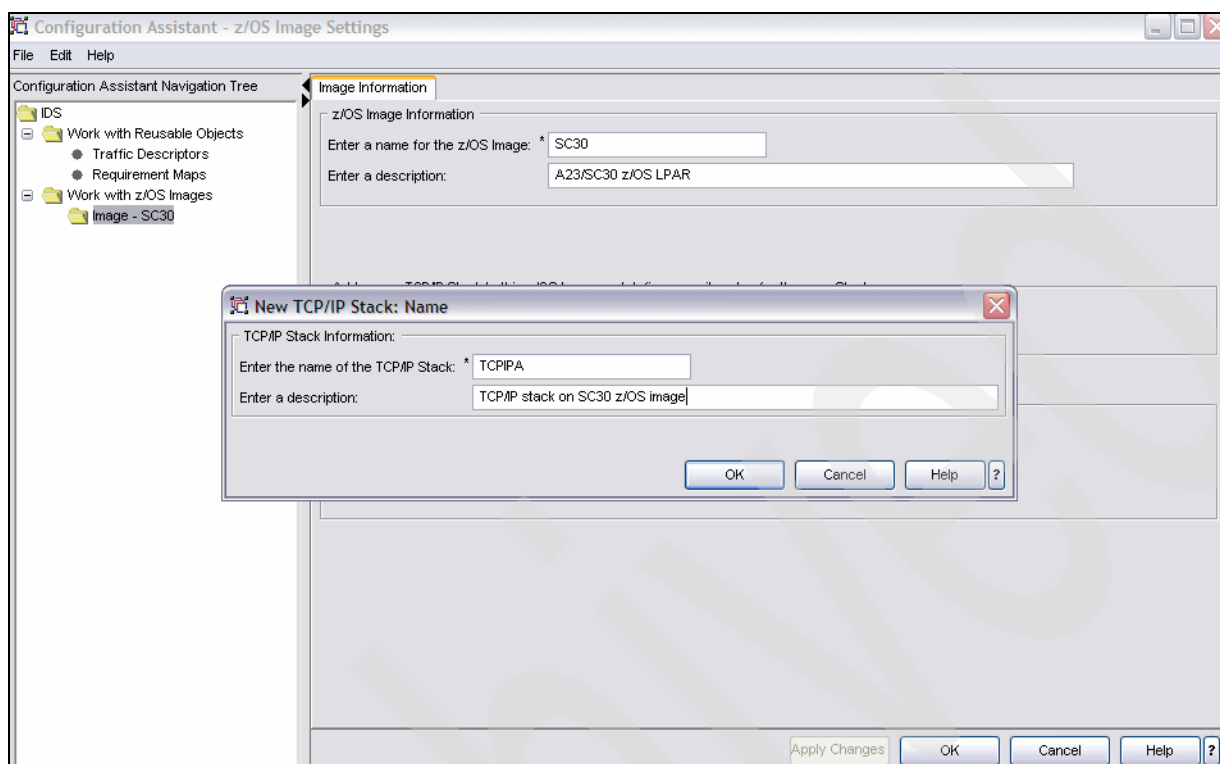 Configuration Assistant - z/OS Image Settings
File Edit Help
Configuration Assistant Navigation Tree
IDS
Work with Reusable Objects
Traffic Descriptors
Requirement Maps
Work with z/OS Images
Image - SC30
Image Information
z/OS Image Information
Enter a name for the z/OS Image: * SC30
Enter a description: A23/SC30 z/OS LPAR
New TCP/IP Stack: Name
TCP/IP Stack Information:
Enter the name of the TCP/IP Stack: * TCPIPA
Enter a description: TCP/IP stack on SC30 z/OS image
OK Cancel Help ?
Apply Changes OK Cancel Help ?